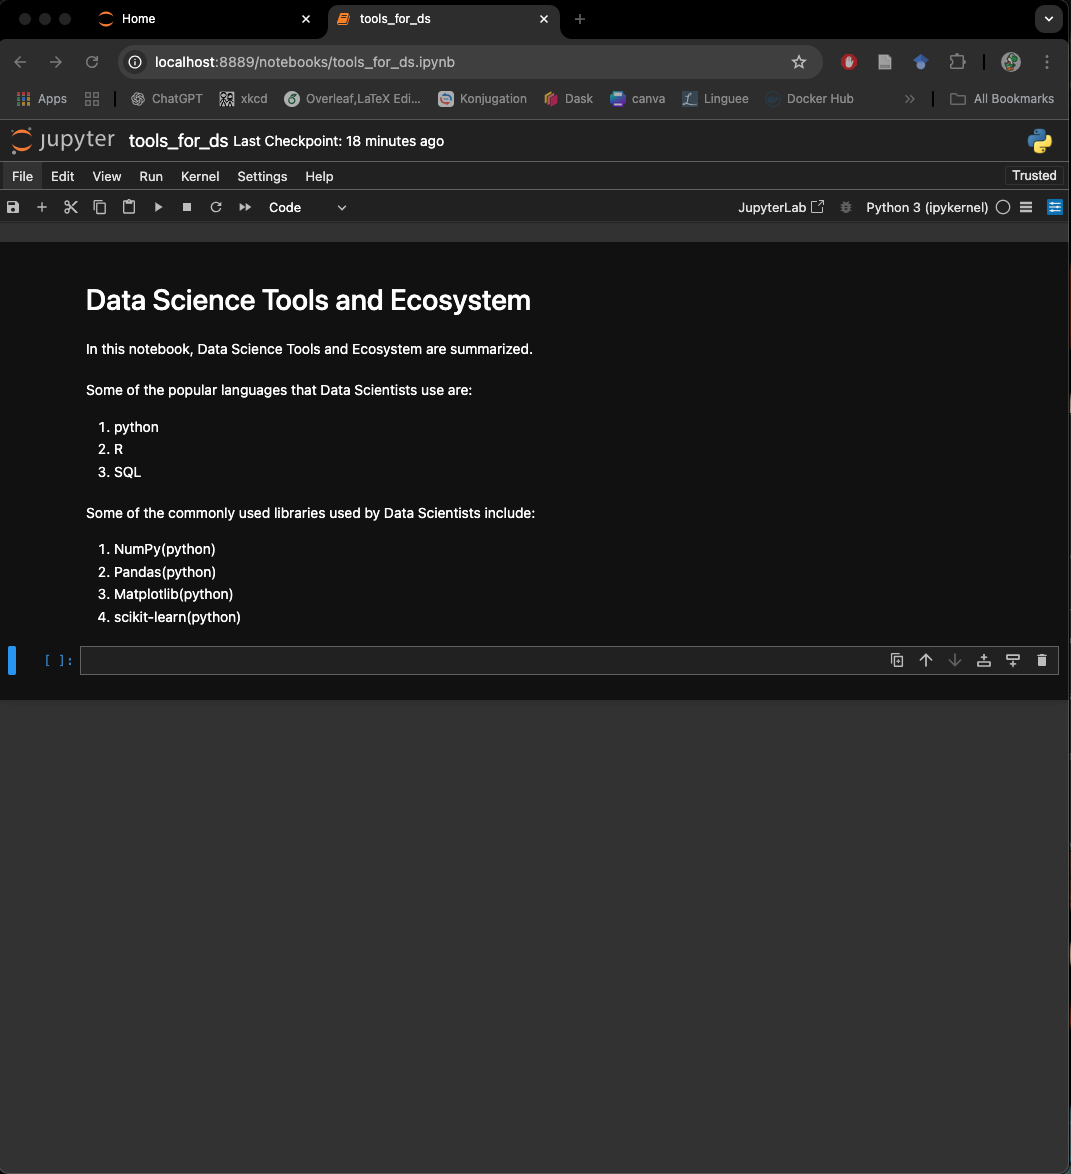 Home
tools_for_ds
localhost:8889/notebooks/tools_for_ds.ipynb
Apps ChatGPT xkcd Overleaf,LaTeX Edi... Konjugation Dask canva Linguee Docker Hub All Bookmarks
jupyter tools_for_ds Last Checkpoint: 18 minutes ago
File Edit View Run Kernel Settings Help Trusted
Code JupyterLab Python 3 (ipykernel)
Data Science Tools and Ecosystem
In this notebook, Data Science Tools and Ecosystem are summarized.
Some of the popular languages that Data Scientists use are:
1. python
2. R
3. SQL
Some of the commonly used libraries used by Data Scientists include:
1. NumPy(python)
2. Pandas(python)
3. Matplotlib(python)
4. scikit-learn(python)
[ ]: